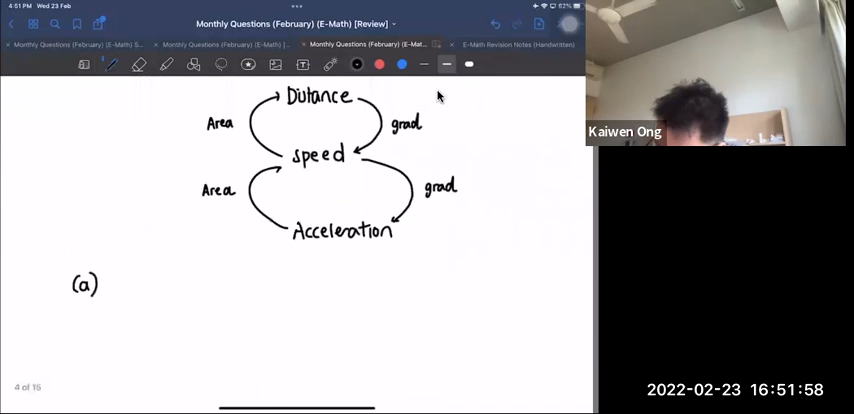 4:51 PM Wed 23 Feb
62%
Monthly Questions (February) (E-Math) [Review]
Monthly Questions (February) (E-Math) S...
Monthly Questions (February) (E-Math) [...
Monthly Questions (February) (E-Mat...
E-Math Revision Notes (Handwritten)
Distance
Area
grad
speed
Area
grad
Acceleration
(a)
4 of 15
Kaiwen Ong
2022-02-23 16:51:58